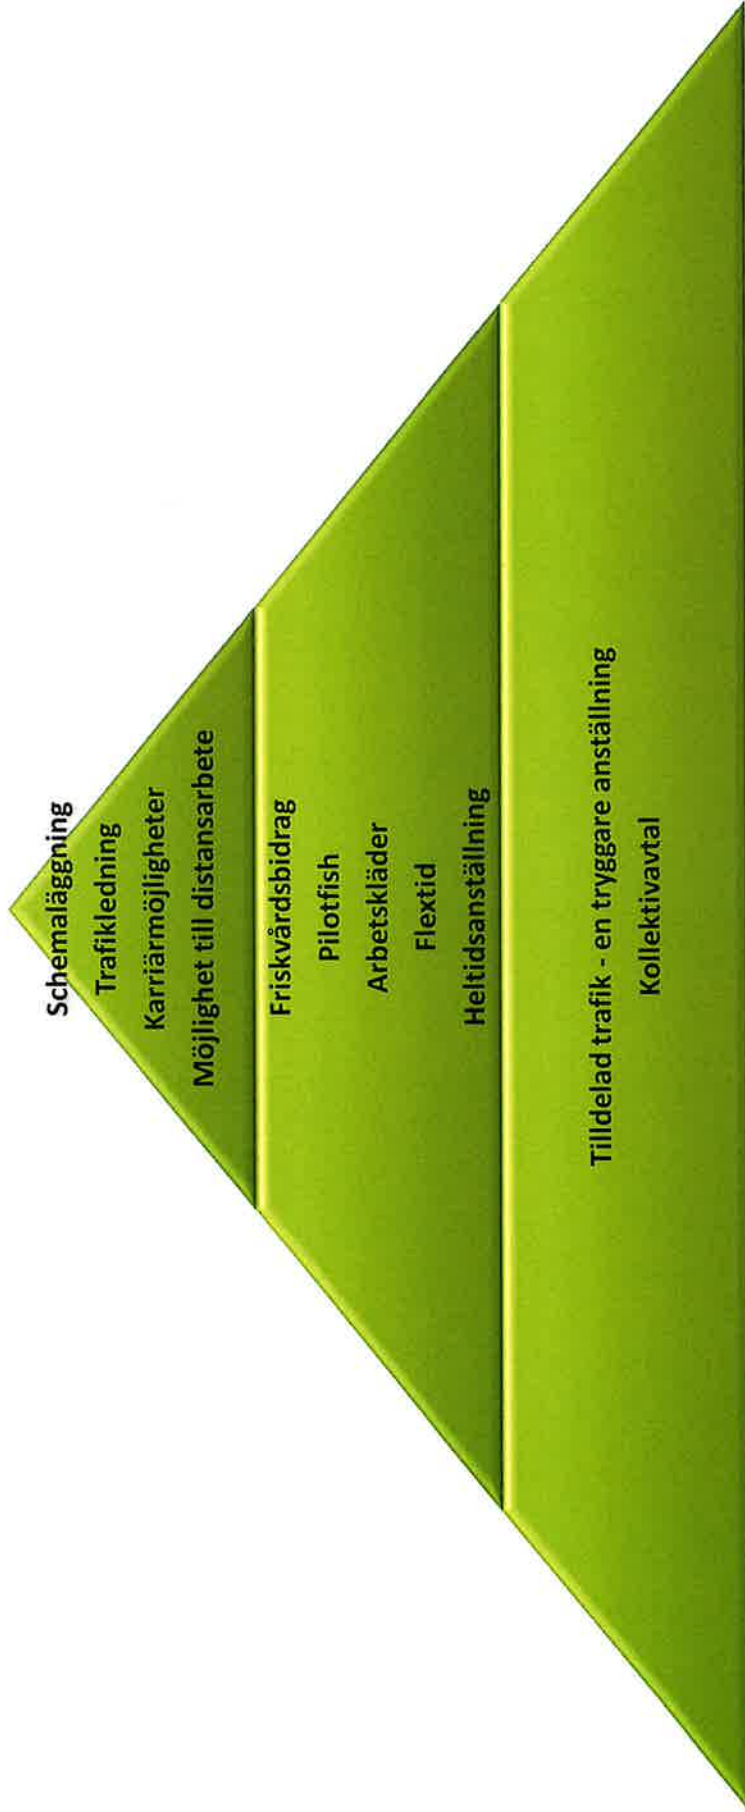 Schemaläggning
Trafikledning
Karriärmöjligheter
Möjlighet till distansarbete
Friskvårdsbidrag
Pilotfish
Arbetskläder
Flextid
Heltidsanställning
Tilldelad trafik - en tryggare anställning
Kollektivavtal